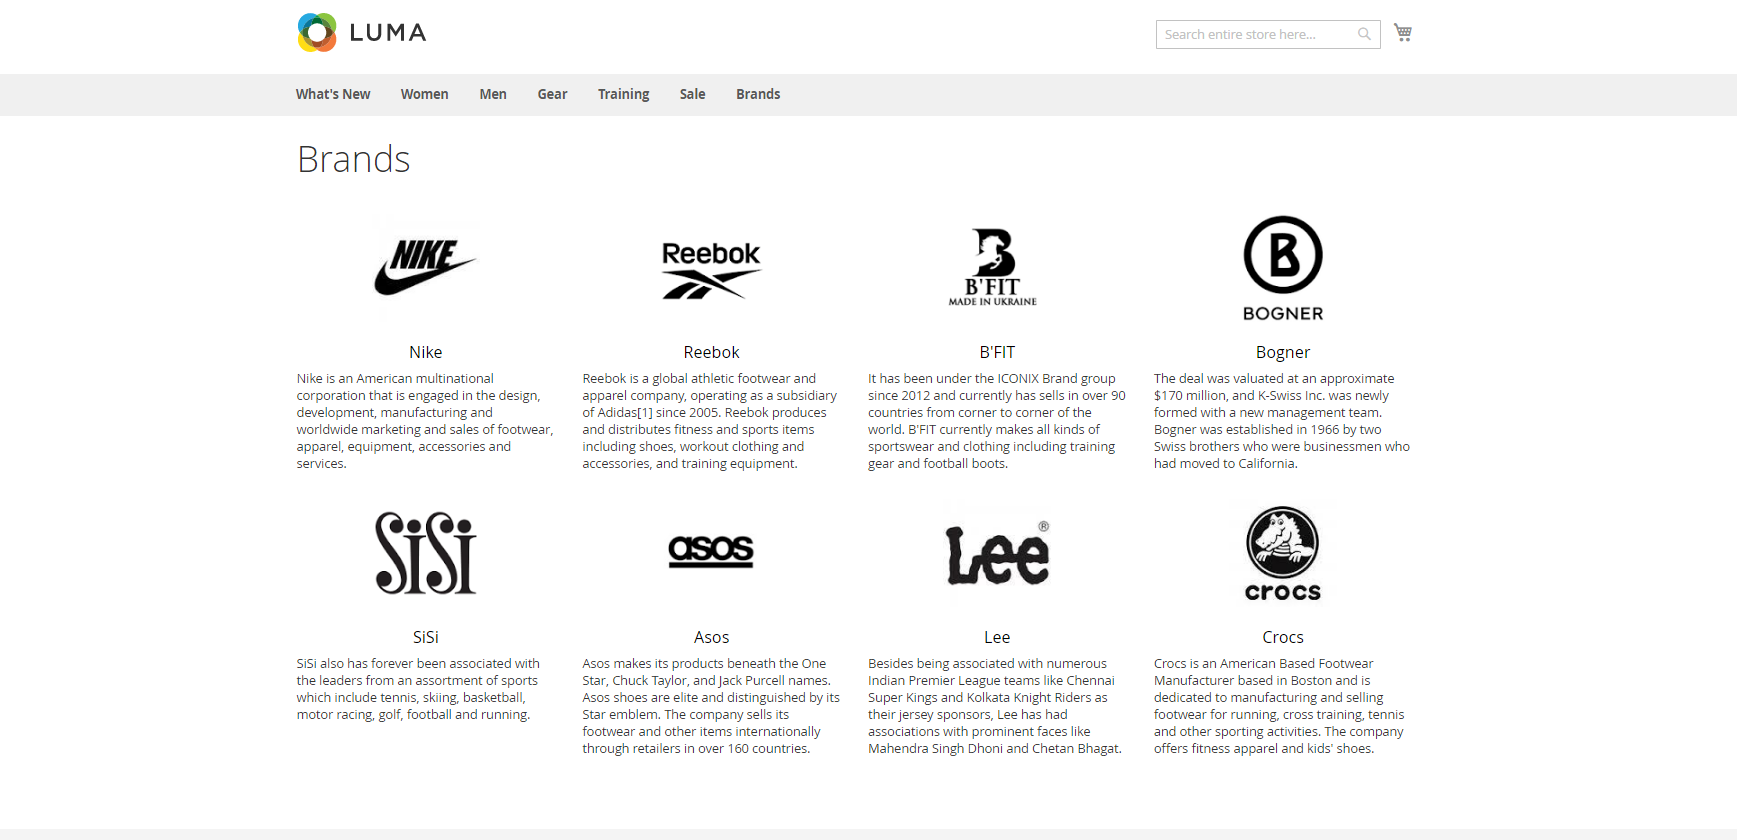 LUMA
Search entire store here...
What's New Women Men Gear Training Sale Brands
Brands
NIKE
Reebok
B
B'FIT
MADE IN UKRAINE
B
BOGNER
Nike
Nike is an American multinational
corporation that is engaged in the design,
development, manufacturing and
worldwide marketing and sales of footwear,
apparel, equipment, accessories and
services.
Reebok
Reebok is a global athletic footwear and
apparel company, operating as a subsidiary
of Adidas[1] since 2005. Reebok produces
and distributes fitness and sports items
including shoes, workout clothing and
accessories, and training equipment.
B'FIT
It has been under the ICONIX Brand group
since 2012 and currently has sells in over 90
countries from corner to corner of the
world. B'FIT currently makes all kinds of
sportswear and clothing including training
gear and football boots.
Bogner
The deal was valued at an approximate
$170 million, and K-Swiss Inc. was newly
formed with a new management team.
Bogner was established in 1966 by two
Swiss brothers who were businessmen who
had moved to California.
SiSi
asos
Lee®
crocs
SiSi
SiSi also has forever been associated with
the leaders from an assortment of sports
which include tennis, skiing, basketball,
motor racing, golf, football and running.
Asos
Asos makes its products beneath the One
Star, Chuck Taylor, and Jack Purcell names.
Asos shoes are elite and distinguished by its
Star emblem. The company sells its
footwear and other items internationally
through retailers in over 160 countries.
Lee
Besides being associated with numerous
Indian Premier League teams like Chennai
Super Kings and Kolkata Knight Riders as
their jersey sponsors, Lee has had
associations with prominent faces like
Mahendra Singh Dhoni and Chetan Bhagat.
Crocs
Crocs is an American Based Footwear
Manufacturer based in Boston and is
dedicated to manufacturing and selling
footwear for running, cross training, tennis
and other sporting activities. The company
offers fitness apparel and kids' shoes.